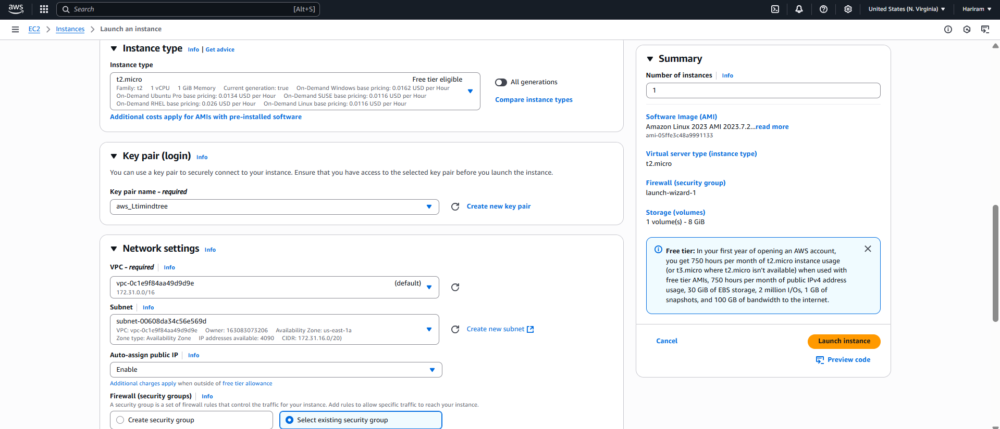 aws
Search [Alt+S]
United States (N. Virginia) Hariram
EC2 Instances Launch an instance
Instance type Info | Get advice
Instance type
t2.micro Free tier eligible
Family: t2 1 vCPU 1 GiB Memory Current generation: true On-Demand Windows base pricing: 0.0162 USD per Hour
On-Demand Ubuntu Pro base pricing: 0.0134 USD per Hour On-Demand SUSE base pricing: 0.0116 USD per Hour
On-Demand RHEL base pricing: 0.026 USD per Hour On-Demand Linux base pricing: 0.0116 USD per Hour
All generations
Compare instance types
Additional costs apply for AMIs with pre-installed software
Key pair (login) Info
You can use a key pair to securely connect to your instance. Ensure that you have access to the selected key pair before you launch the instance.
Key pair name - required
aws_Ltimindtree
Create new key pair
Network settings Info
VPC - required Info
vpc-0c1e9f84aa49d9d9e (default)
172.31.0.0/16
Subnet Info
subnet-00608da34c56e569d
VPC: vpc-0c1e9f84aa49d9d9e Owner: 163083073206 Availability Zone: us-east-1a
Zone type: Availability Zone IP addresses available: 4090 CIDR: 172.31.16.0/20)
Create new subnet
Auto-assign public IP Info
Enable
Additional charges apply when outside of free tier allowance
Firewall (security groups) Info
A security group is a set of firewall rules that control the traffic for your instance. Add rules to allow specific traffic to reach your instance.
Create security group
Select existing security group
Summary
Number of instances Info
1
Software Image (AMI)
Amazon Linux 2023 AMI 2023.7.2...read more
ami-05ffe3c48a9991133
Virtual server type (instance type)
t2.micro
Firewall (security group)
launch-wizard-1
Storage (volumes)
1 volume(s) - 8 GiB
Free tier: In your first year of opening an AWS account,
you get 750 hours per month of t2.micro instance usage
(or t3.micro where t2.micro isn't available) when used with
free tier AMIs, 750 hours per month of public IPv4 address
usage, 30 GiB of EBS storage, 2 million I/Os, 1 GB of
snapshots, and 100 GB of bandwidth to the internet.
Cancel
Launch instance
Preview code